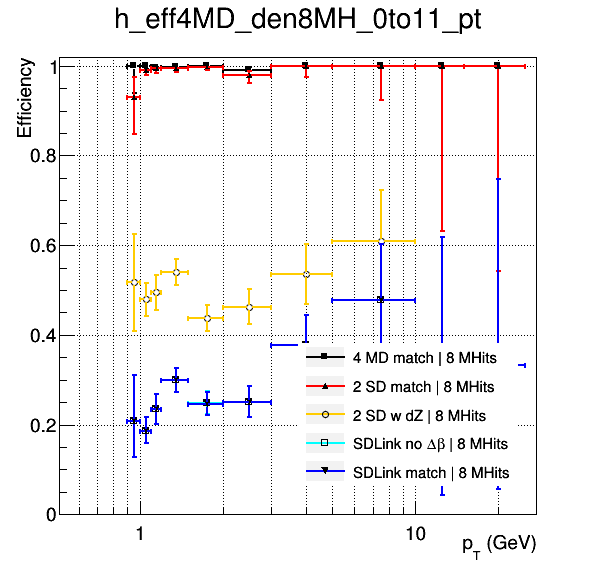 h_eff4MD_den8MH_0to11_pt
Efficiency
1
0.8
0.6
0.4
0.2
0
4 MD match | 8 MHits
2 SD match | 8 MHits
2 SD w dZ | 8 MHits
SDLink no Δβ | 8 MHits
SDLink match | 8 MHits
1
10
p_T (GeV)